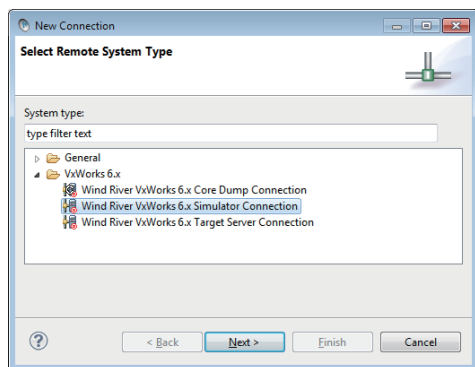 New Connection
Select Remote System Type
System type:
type filter text
General
VxWorks 6.x
Wind River VxWorks 6.x Core Dump Connection
Wind River VxWorks 6.x Simulator Connection
Wind River VxWorks 6.x Target Server Connection
? < Back Next > Finish Cancel